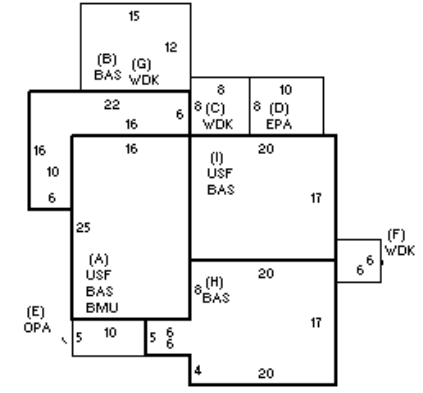 15
12
(B) (G)
BAS WDK
22
6
16
8 8
(C)
WDK
10
8 (D)
EPA
16
10
6
16
20
(I)
USF
BAS
17
25
(A)
USF
BAS
BMU
(F)
WDK
6
6
20
8 (H)
BAS
17
(E)
OPA
5 10
5 6
6
4
20